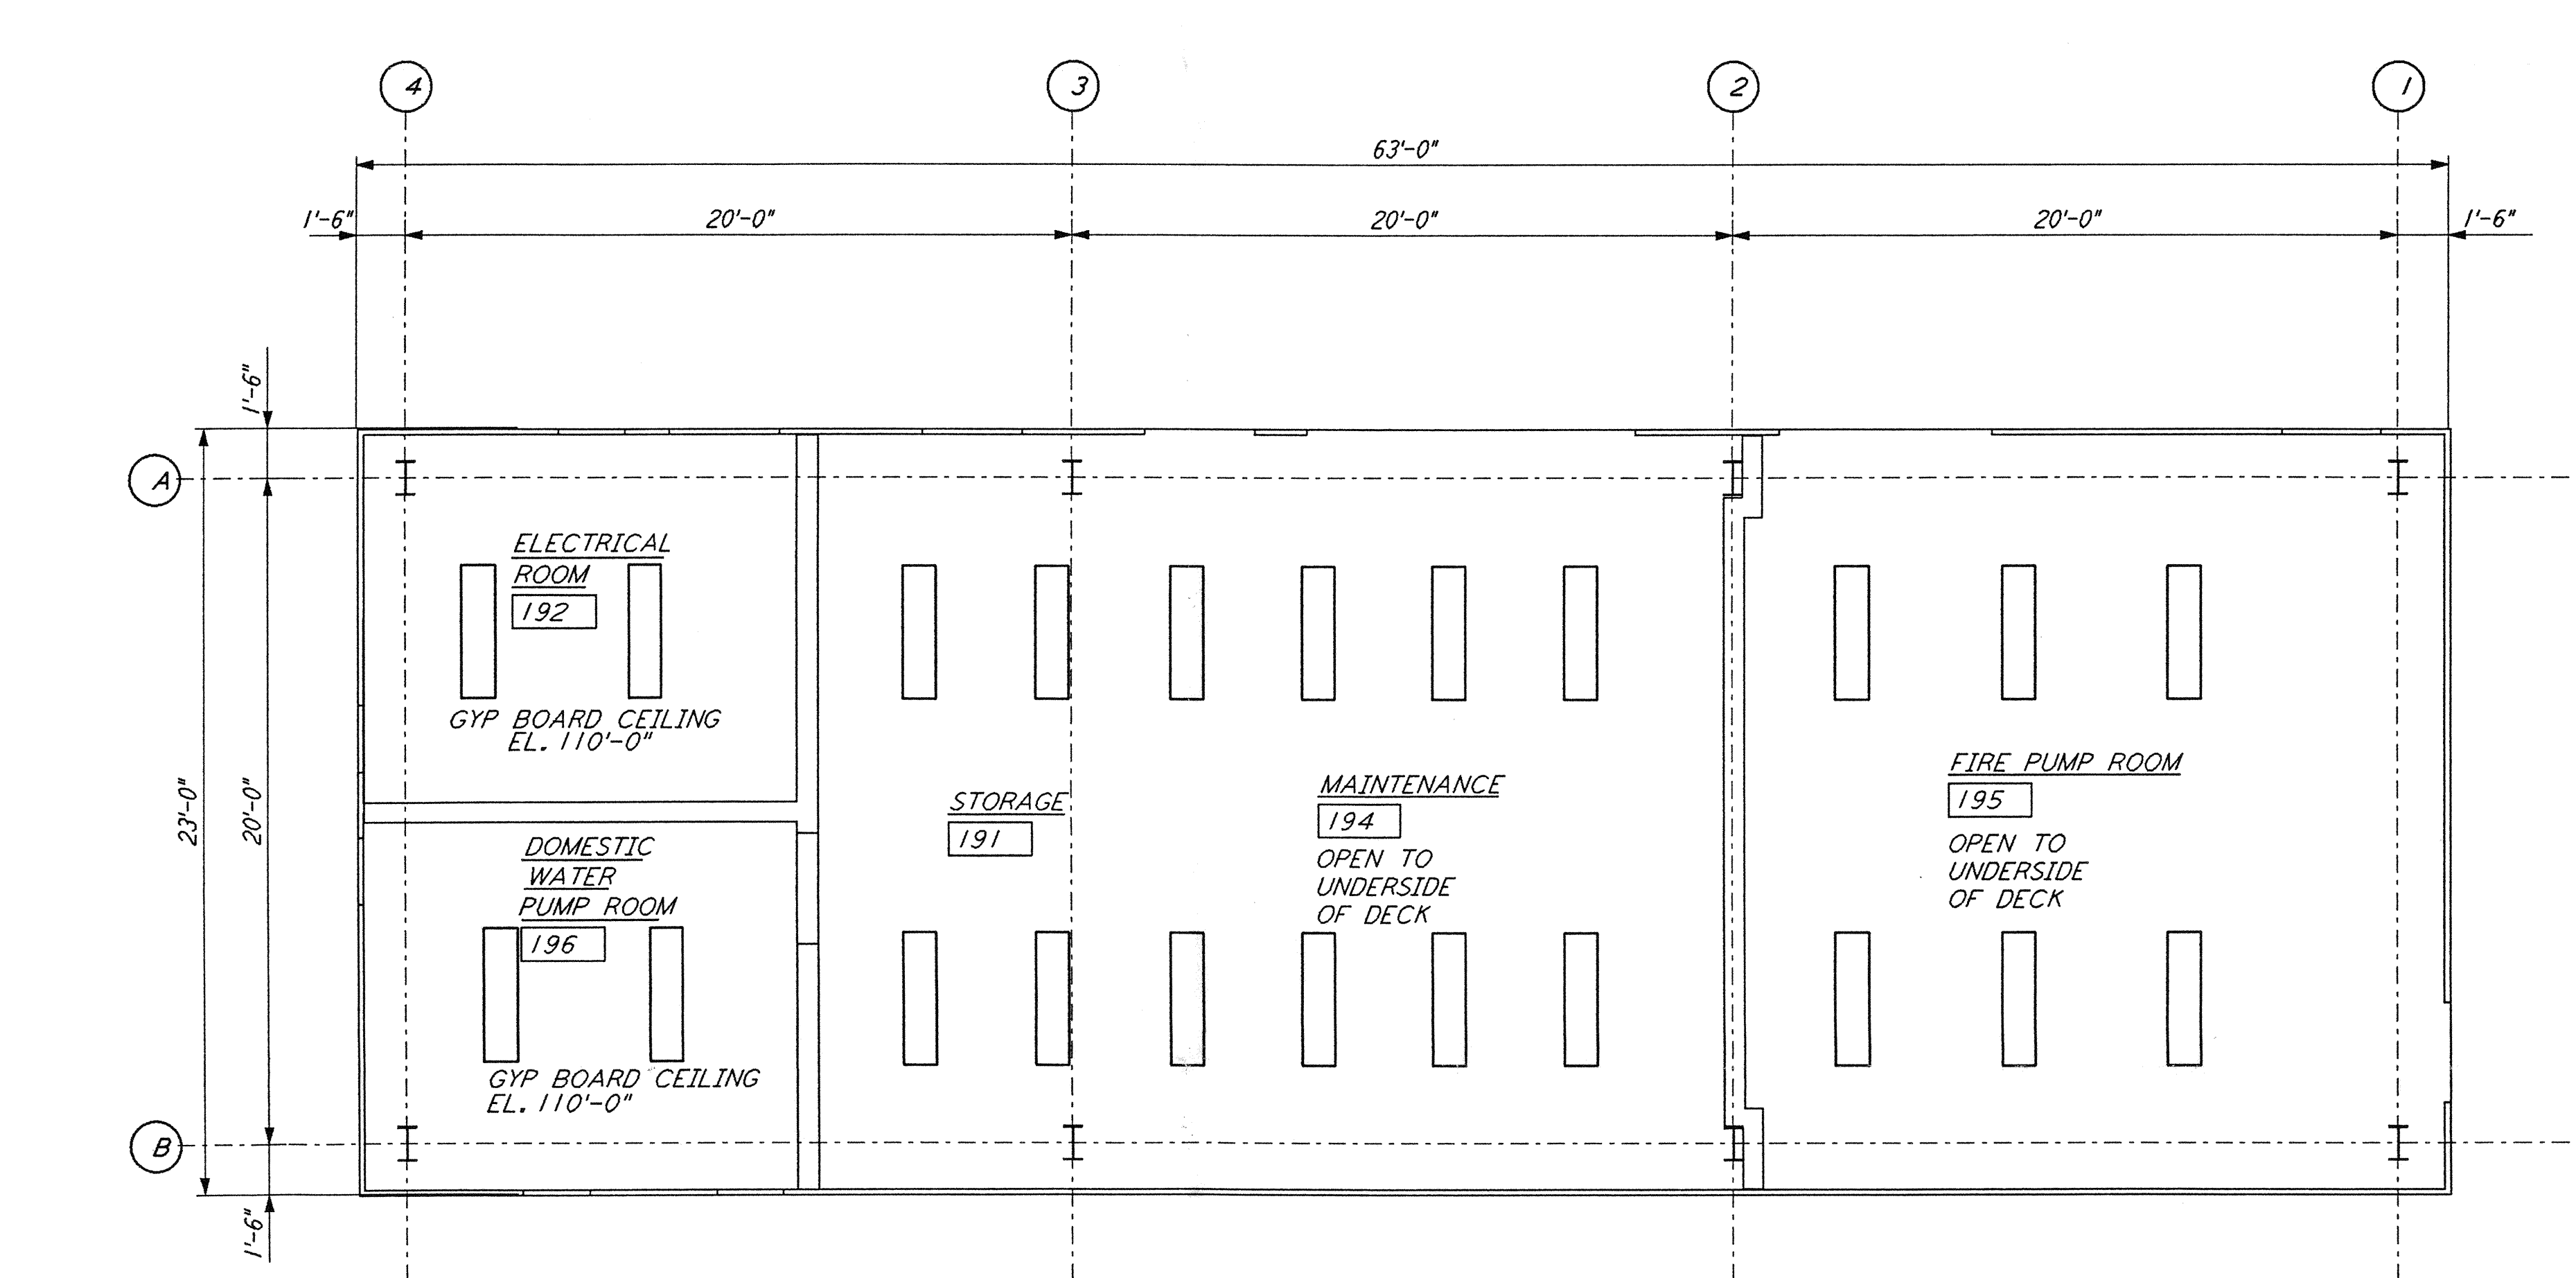 4
3
2
1
63'-0"
1'-6"
20'-0"
20'-0"
20'-0"
1'-6"
1'-6"
A
ELECTRICAL
ROOM
192
GYP BOARD CEILING
EL. 110'-0"
23'-0"
20'-0"
STORAGE
191
MAINTENANCE
194
OPEN TO
UNDERSIDE
OF DECK
FIRE PUMP ROOM
195
OPEN TO
UNDERSIDE
OF DECK
DOMESTIC
WATER
PUMP ROOM
196
GYP BOARD CEILING
EL. 110'-0"
B
1'-6"